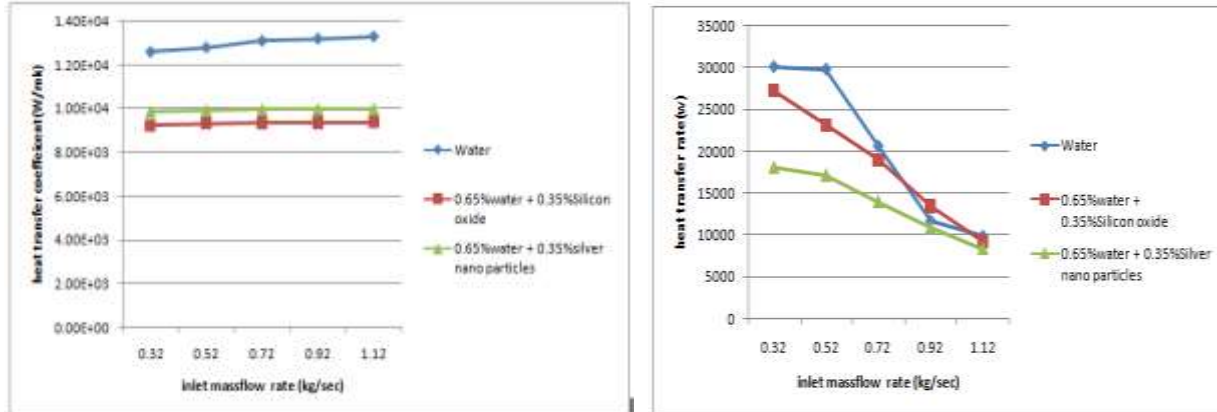 1.40E+04
1.20E+04
1.00E+04
8.00E+03
6.00E+03
4.00E+03
2.00E+03
0.00E+00
heat transfer coefficient(W/mk)
0.32 0.52 0.72 0.92 1.12
inlet massflow rate (kg/sec)
Water
0.65%water + 0.35%Silicon
oxide
0.65%water + 0.35%silver
nano particles
35000
30000
25000
20000
15000
10000
5000
0
heat transfer rate(w)
0.32 0.52 0.72 0.92 1.12
inlet massflow rate (kg/sec)
Water
0.65%water +
0.35%Silicon oxide
0.65%water + 0.35%Silver
nano particles